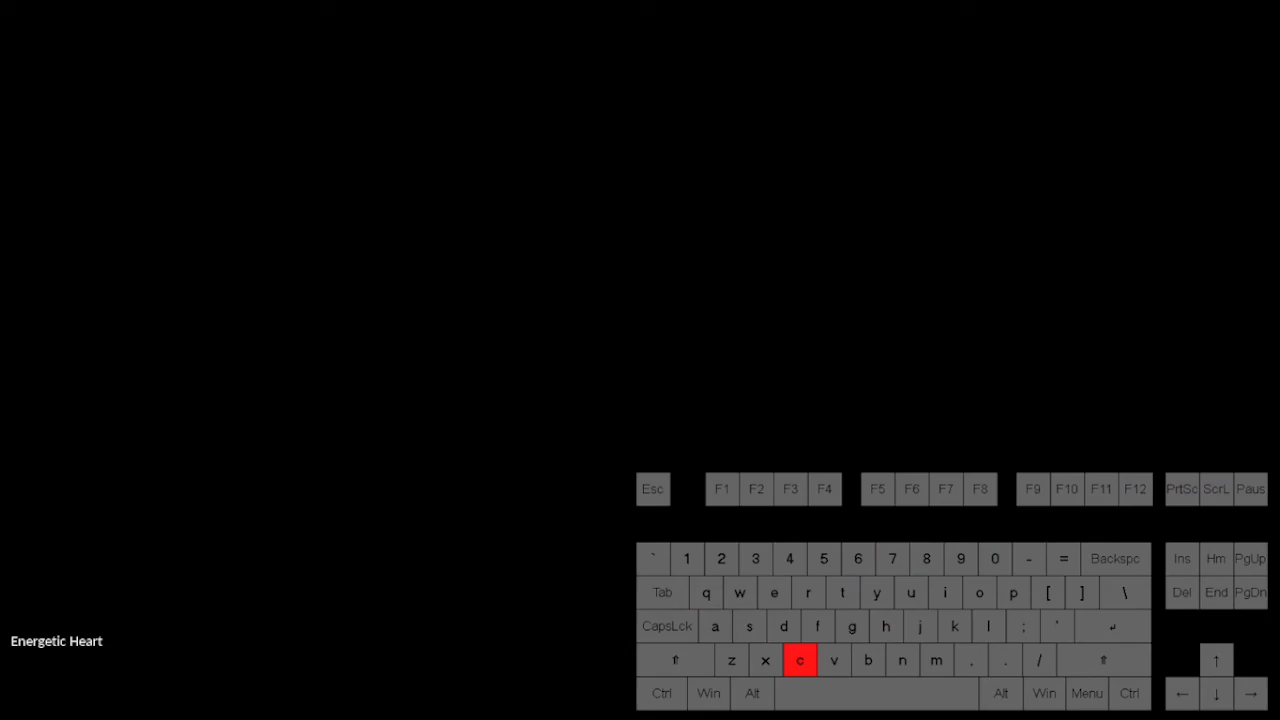 Esc F1 F2 F3 F4 F5 F6 F7 F8 F9 F10 F11 F12 PrtSc ScrL Paus
` 1 2 3 4 5 6 7 8 9 0 - = Backspc Ins Hm PgUp
Tab q w e r t y u i o p [ ] \ Del End PgDn
CapsLck a s d f g h j k l ; ' ↵
Energetic Heart
⇧ z x c v b n m , . / ⇧ ↑
Ctrl Win Alt Alt Win Menu Ctrl ← ↓ →